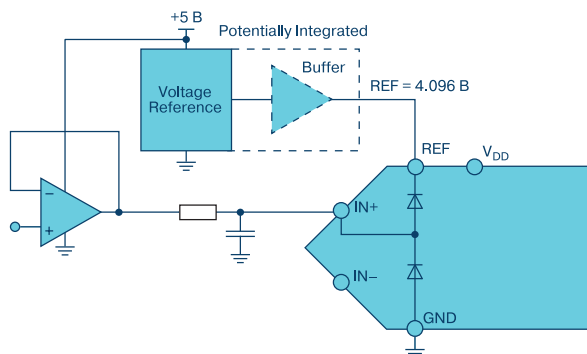 +5 В
Potentially Integrated
Buffer
Voltage
Reference
REF = 4.096 В
REF
VDD
IN+
IN–
GND
−
+